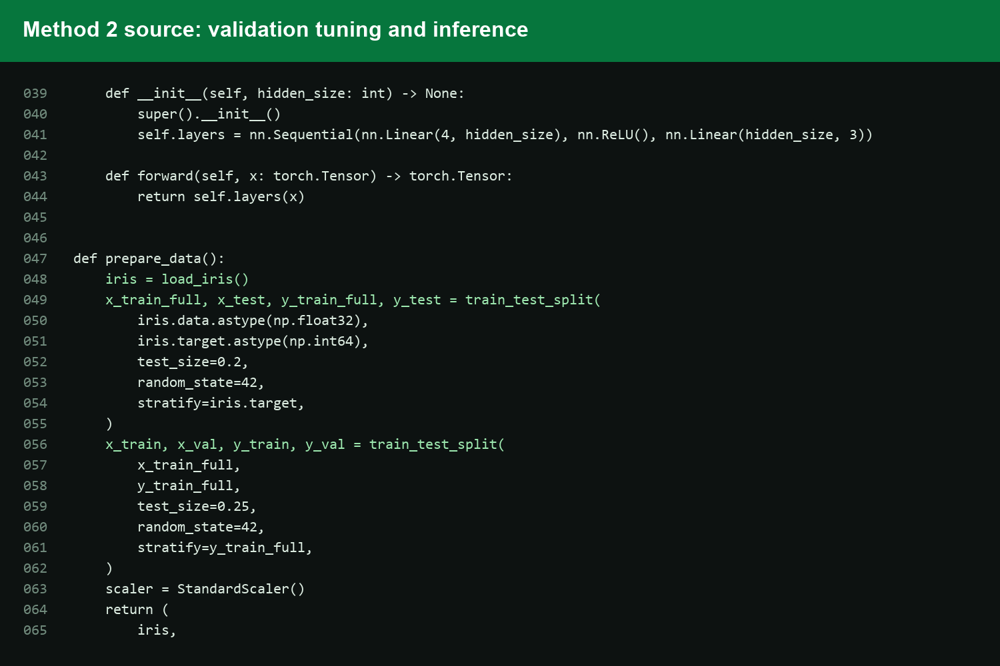 Method 2 source: validation tuning and inference
039     def __init__(self, hidden_size: int) -> None:
040         super().__init__()
041         self.layers = nn.Sequential(nn.Linear(4, hidden_size), nn.ReLU(), nn.Linear(hidden_size, 3))
042
043     def forward(self, x: torch.Tensor) -> torch.Tensor:
044         return self.layers(x)
045
046
047 def prepare_data():
048     iris = load_iris()
049     x_train_full, x_test, y_train_full, y_test = train_test_split(
050         iris.data.astype(np.float32),
051         iris.target.astype(np.int64),
052         test_size=0.2,
053         random_state=42,
054         stratify=iris.target,
055     )
056     x_train, x_val, y_train, y_val = train_test_split(
057         x_train_full,
058         y_train_full,
059         test_size=0.25,
060         random_state=42,
061         stratify=y_train_full,
062     )
063     scaler = StandardScaler()
064     return (
065         iris,